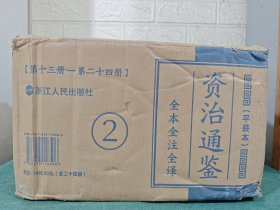 【第十三册—第二十四册】
浙江人民出版社
②
资治通鉴
（平装本）
全本全注全译